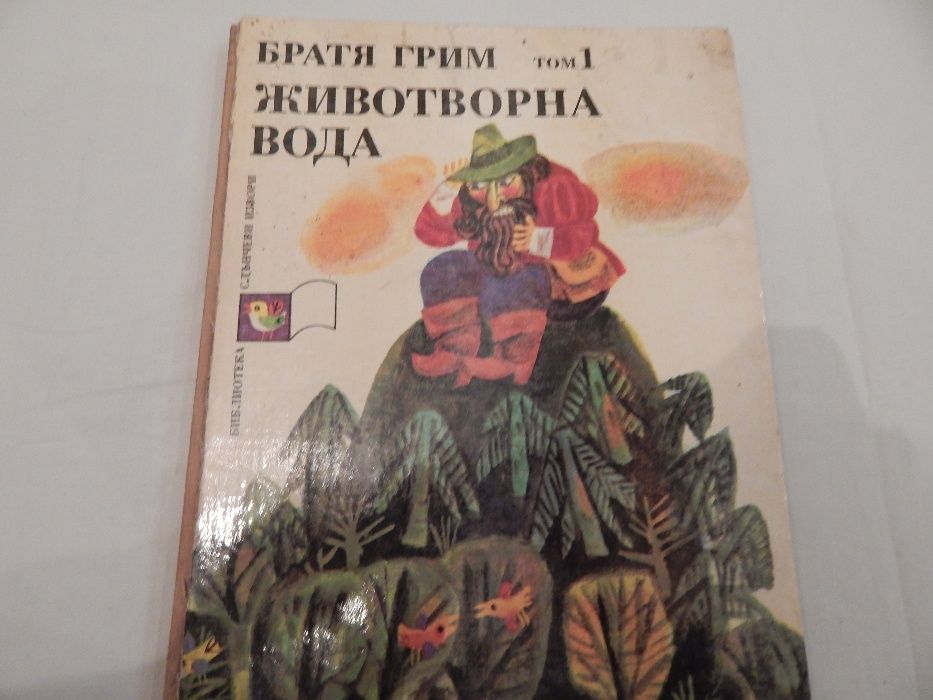 БРАТЯ ГРИМ том 1
ЖИВОТВОРНА
ВОДА
БИБЛИОТЕКА СЛЪНЧЕВИ ИЗВОРИ